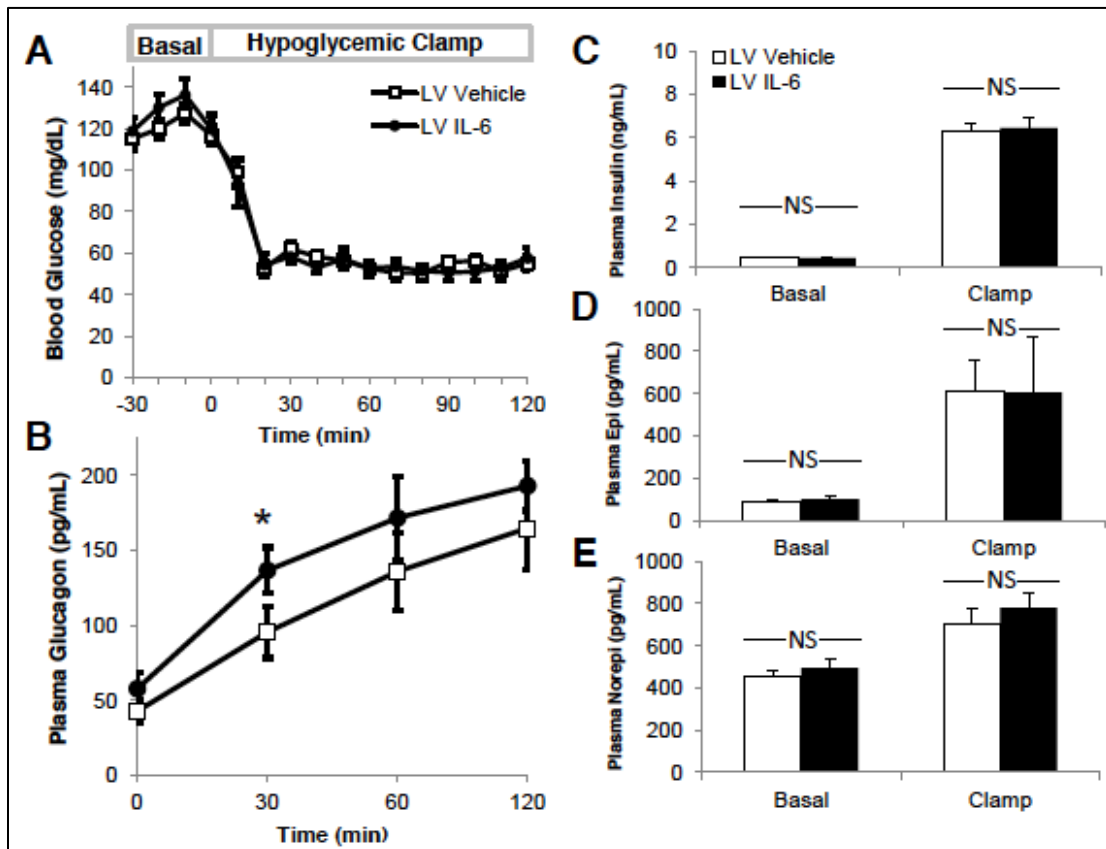 A
Basal
Hypoglycemic Clamp
LV Vehicle
LV IL-6
Blood Glucose (mg/dL)
140
120
100
80
60
40
20
0
-30
0
30
60
90
120
Time (min)
B
Plasma Glucagon (pg/mL)
200
150
100
50
0
*
0
30
60
120
Time (min)
C
LV Vehicle
LV IL-6
Plasma Insulin (ng/mL)
10
8
6
4
2
0
NS
NS
Basal
Clamp
D
Plasma Epi (pg/mL)
1000
800
600
400
200
0
NS
NS
Basal
Clamp
E
Plasma Norepi (pg/mL)
1000
800
600
400
200
0
NS
NS
Basal
Clamp